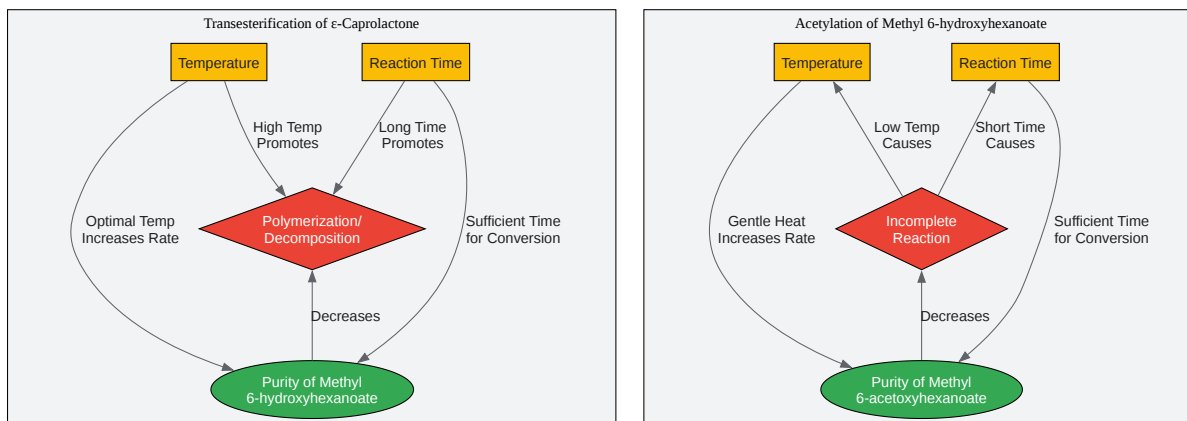 Transesterification of ε-Caprolactone
Temperature
Reaction Time
High Temp
Promotes
Long Time
Promotes
Optimal Temp
Increases Rate
Polymerization/
Decomposition
Sufficient Time
for Conversion
Decreases
Purity of Methyl
6-hydroxyhexanoate
Acetylation of Methyl 6-hydroxyhexanoate
Temperature
Reaction Time
Low Temp
Causes
Short Time
Causes
Gentle Heat
Increases Rate
Incomplete
Reaction
Sufficient Time
for Conversion
Decreases
Purity of Methyl
6-acetoxyhexanoate